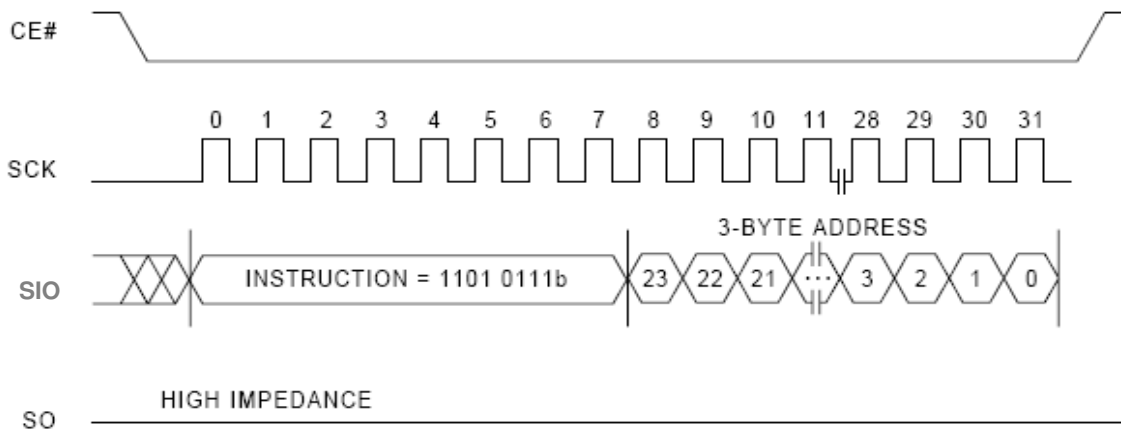 CE#
0 1 2 3 4 5 6 7 8 9 10 11 28 29 30 31
SCK
3-BYTE ADDRESS
SIO INSTRUCTION = 1101 0111b 23 22 21 ... 3 2 1 0
HIGH IMPEDANCE
SO